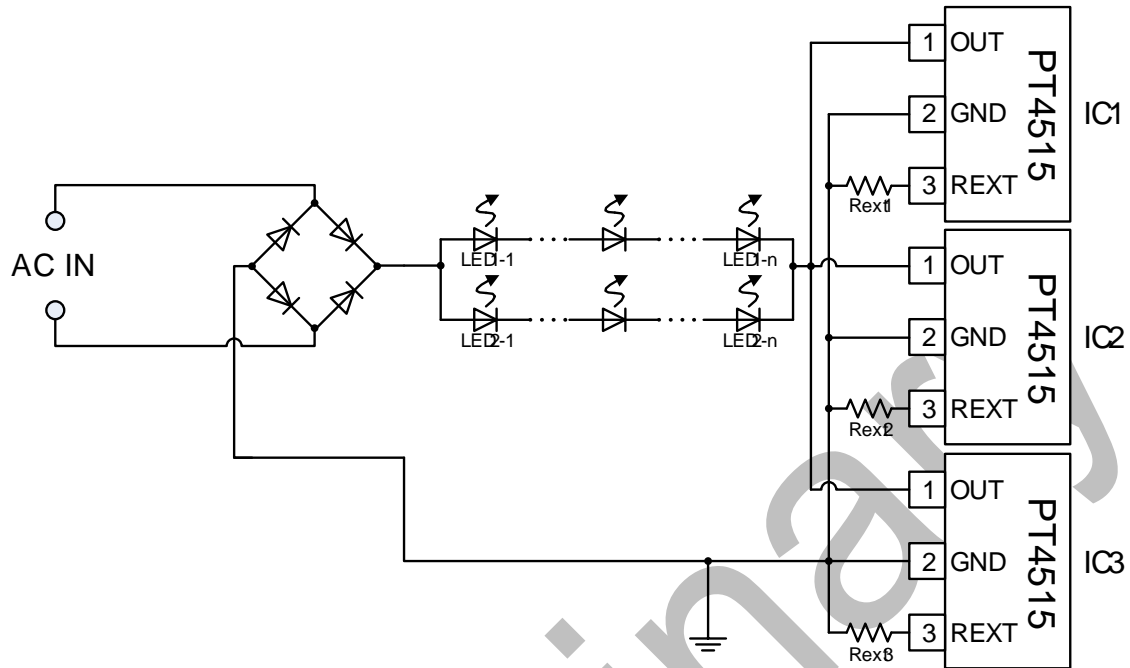 1 OUT
2 GND
3 REXT
PT4515
IC1
Rext1
AC IN
LED1-1
LED1-n
LED2-1
LED2-n
1 OUT
2 GND
3 REXT
PT4515
IC2
Rext2
1 OUT
2 GND
3 REXT
PT4515
IC3
Rext3
inary